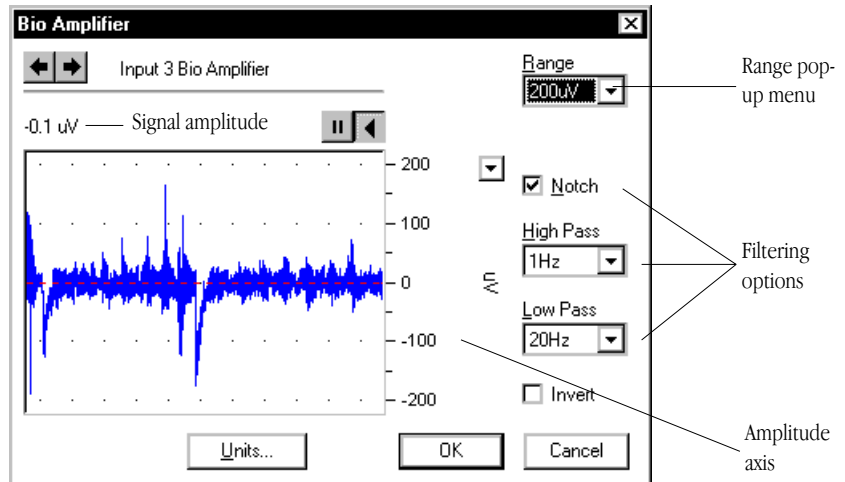 Bio Amplifier
Input 3 Bio Amplifier
Range
200uV
Range pop-
up menu
-0.1 uV
Signal amplitude
200
100
0
-100
-200
uV
Notch
High Pass
1Hz
Low Pass
20Hz
Invert
Filtering
options
Amplitude
axis
Units...
OK
Cancel